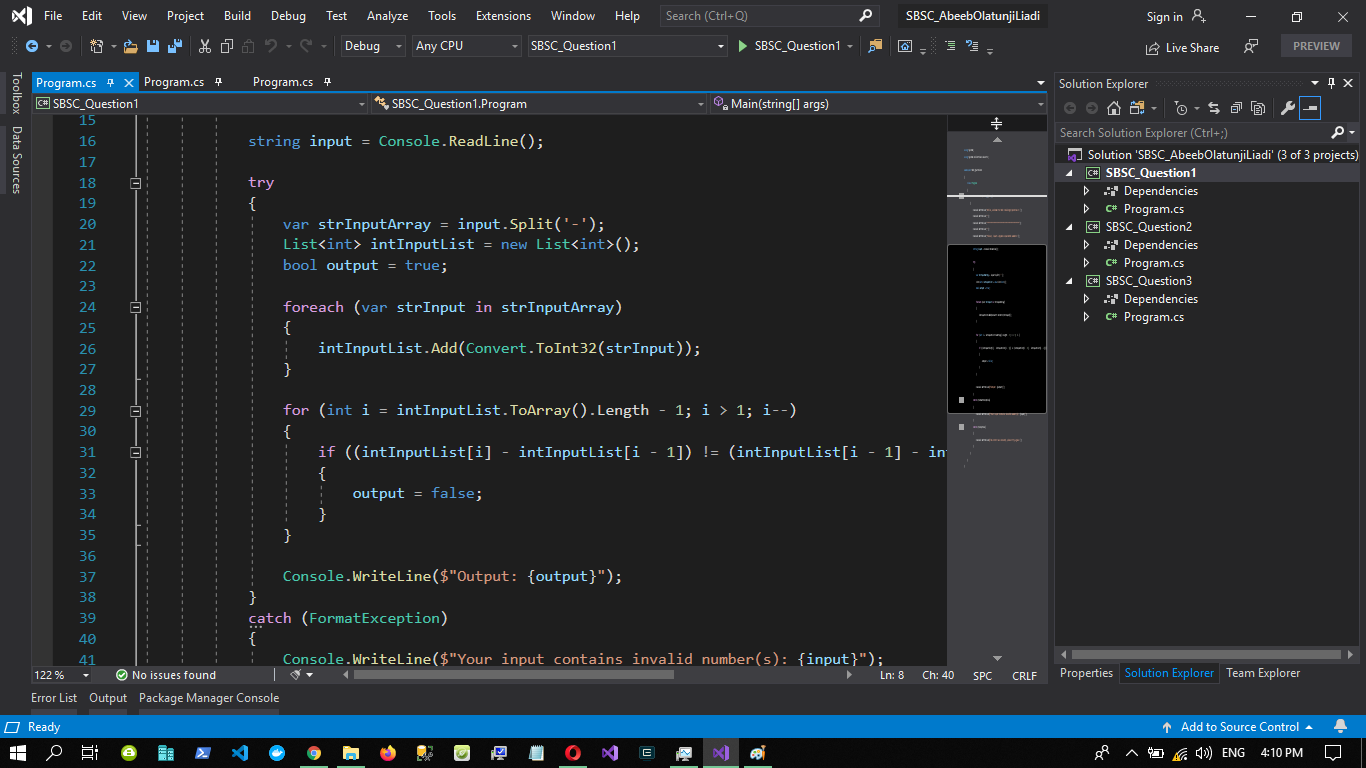 File Edit View Project Build Debug Test Analyze Tools Extensions Window Help Search (Ctrl+Q) SBSC_AbeebOlatunjiLiadi Sign in
Debug Any CPU SBSC_Question1 SBSC_Question1 Live Share PREVIEW
Program.cs Program.cs Program.cs
SBSC_Question1 SBSC_Question1.Program Main(string[] args)
Toolbox
Data Sources
15
16 string input = Console.ReadLine();
17
18 try
19 {
20 var strInputArray = input.Split('-');
21 List<int> intInputList = new List<int>();
22 bool output = true;
23
24 foreach (var strInput in strInputArray)
25 {
26 intInputList.Add(Convert.ToInt32(strInput));
27 }
28
29 for (int i = intInputList.ToArray().Length - 1; i > 1; i--)
30 {
31 if ((intInputList[i] - intInputList[i - 1]) != (intInputList[i - 1] - in
32 {
33 output = false;
34 }
35 }
36
37 Console.WriteLine($"Output: {output}");
38 }
39 catch (FormatException)
40 {
41 Console.WriteLine($"Your input contains invalid number(s): {input}");
122 % No issues found Ln: 8 Ch: 40 SPC CRLF
Solution Explorer
Search Solution Explorer (Ctrl+;)
Solution 'SBSC_AbeebOlatunjiLiadi' (3 of 3 projects)
SBSC_Question1
Dependencies
C# Program.cs
SBSC_Question2
Dependencies
C# Program.cs
SBSC_Question3
Dependencies
C# Program.cs
Properties Solution Explorer Team Explorer
Error List Output Package Manager Console
Ready Add to Source Control
ENG 4:10 PM